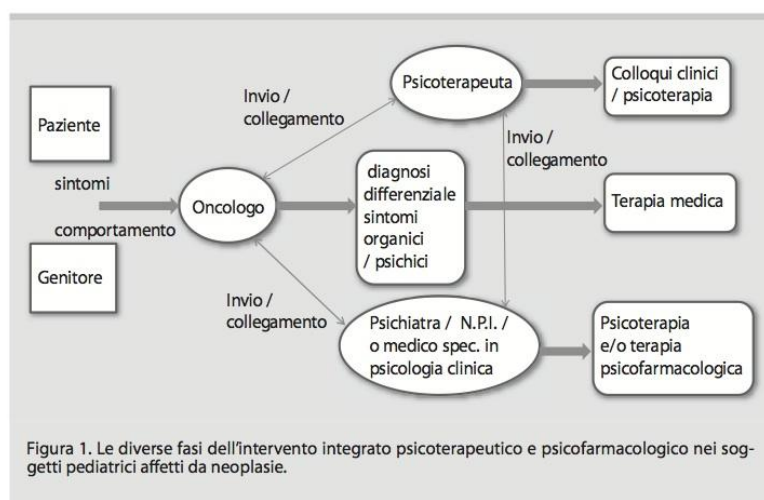 Paziente
sintomi
comportamento
Genitore
Oncologo
Invio /
collegamento
Invio /
collegamento
Psicoterapeuta
Invio /
collegamento
diagnosi
differenziale
sintomi
organici
/ psichici
Psichiatra / N.P.I. /
o medico spec. in
psicologia clinica
Colloqui clinici
/ psicoterapia
Terapia medica
Psicoterapia
e/o terapia
psicofarmacologica
Figura 1. Le diverse fasi dell'intervento integrato psicoterapeutico e psicofarmacologico nei sog-
getti pediatrici affetti da neoplasie.